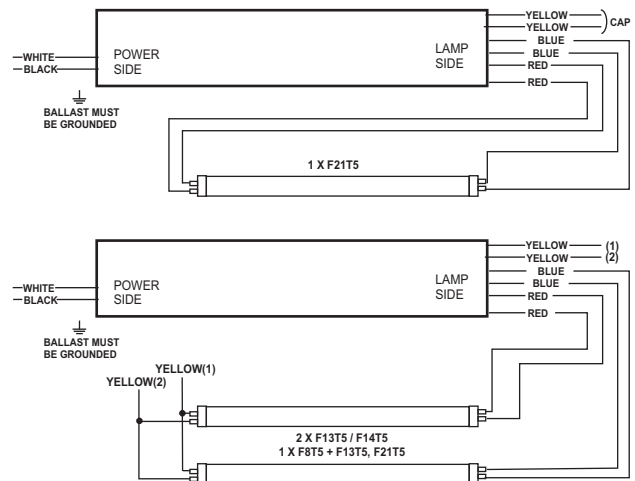 YELLOW
YELLOW
CAP
BLUE
BLUE
RED
RED
WHITE
BLACK
POWER
SIDE
LAMP
SIDE
BALLAST MUST
BE GROUNDED
1 X F21T5
YELLOW (1)
YELLOW (2)
BLUE
BLUE
RED
RED
WHITE
BLACK
POWER
SIDE
LAMP
SIDE
BALLAST MUST
BE GROUNDED
YELLOW(1)
YELLOW(2)
2 X F13T5 / F14T5
1 X F8T5 + F13T5, F21T5